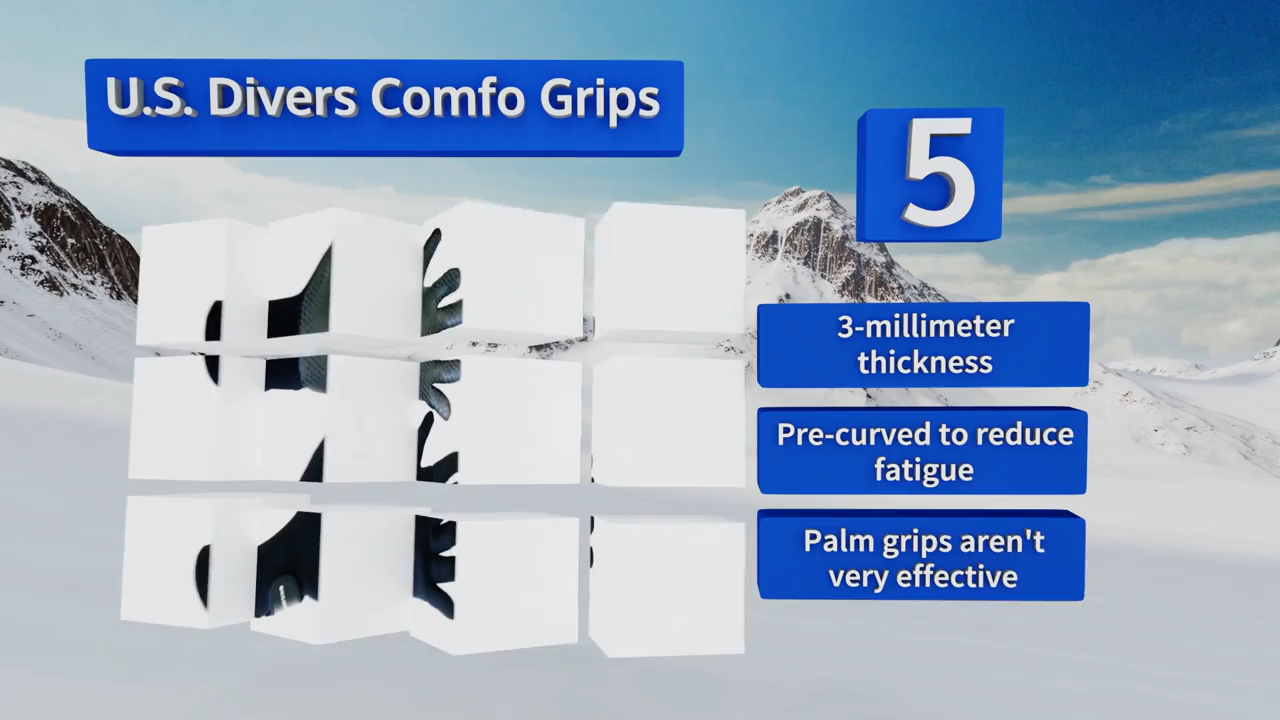 U.S. Divers Comfo Grips
5
3-millimeter
thickness
Pre-curved to reduce
fatigue
Palm grips aren't
very effective